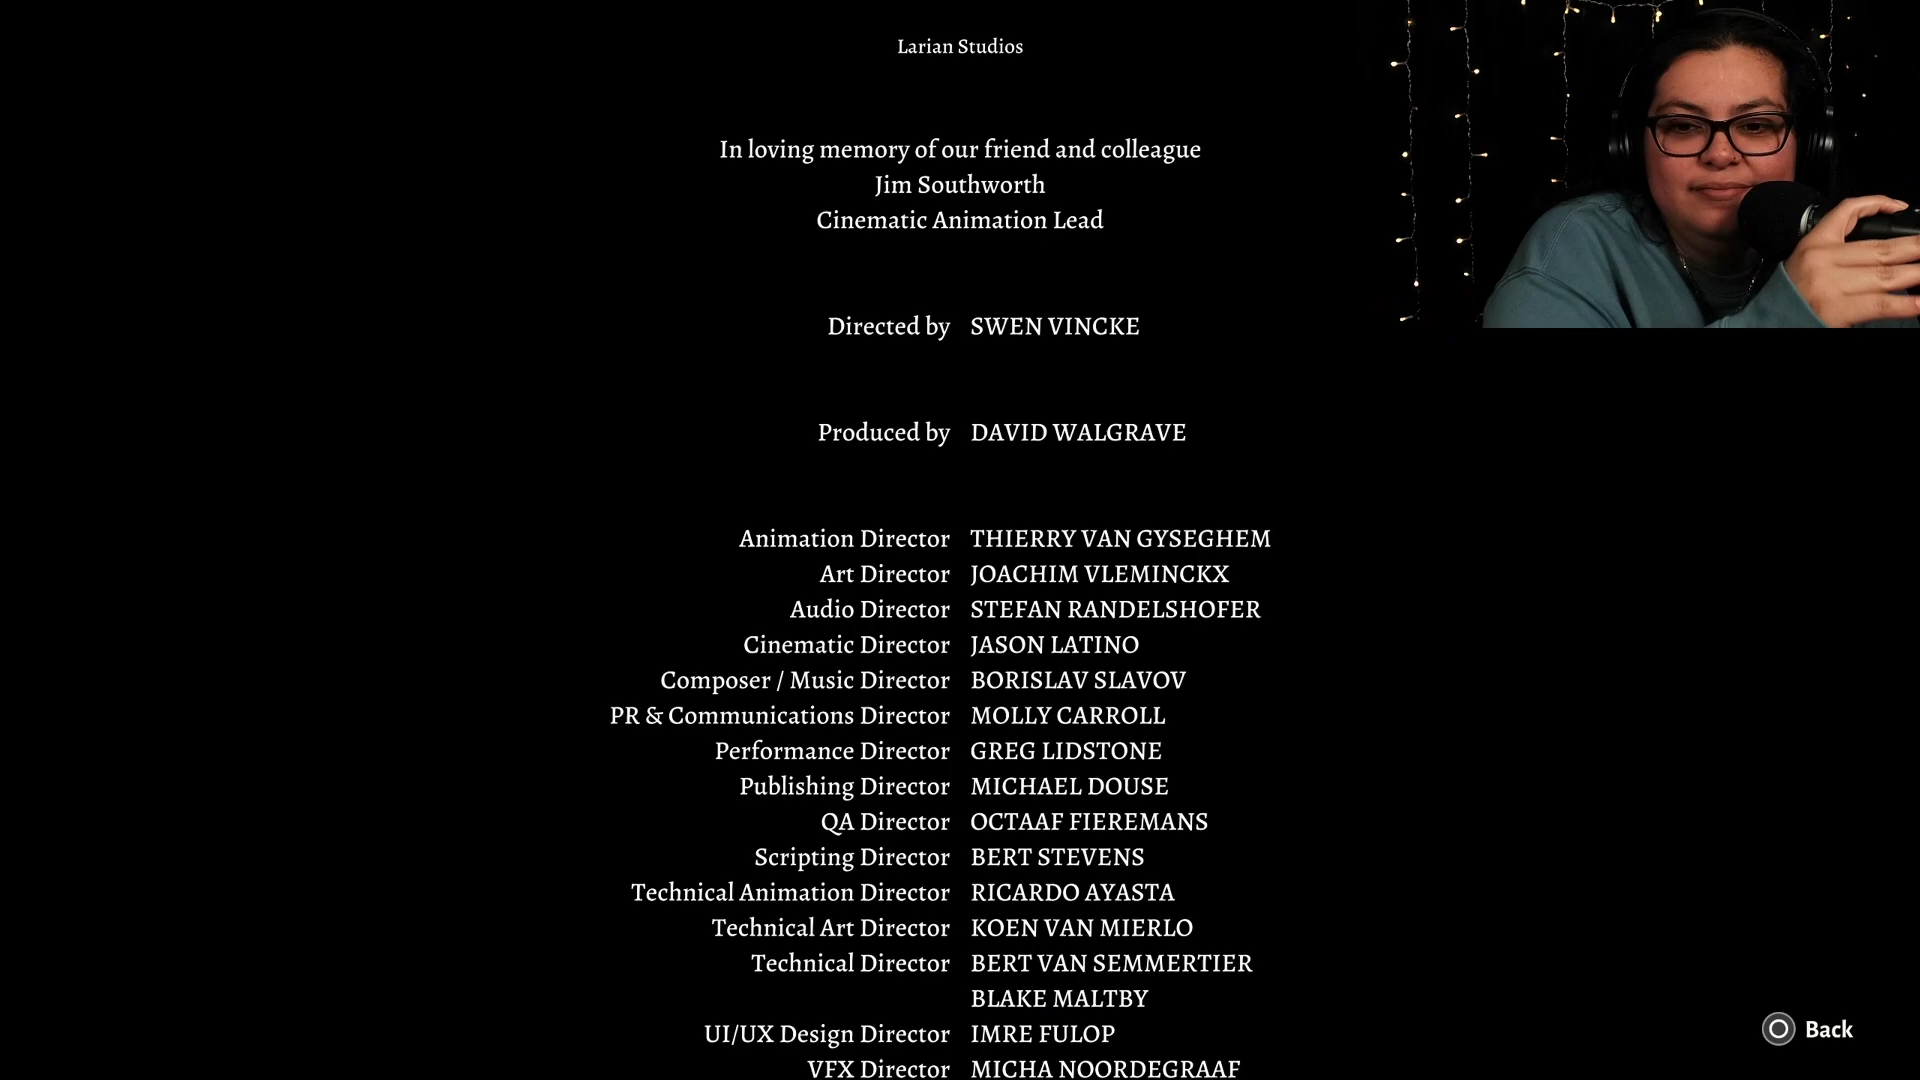 Larian Studios
In loving memory of our friend and colleague
Jim Southworth
Cinematic Animation Lead
Directed by SWEN VINCKE
Produced by DAVID WALGRAVE
Animation Director THIERRY VAN GYSEGHEM
Art Director JOACHIM VLEMINCKX
Audio Director STEFAN RANDELSHOFER
Cinematic Director JASON LATINO
Composer / Music Director BORISLAV SLAVOV
PR & Communications Director MOLLY CARROLL
Performance Director GREG LIDSTONE
Publishing Director MICHAEL DOUSE
QA Director OCTAAF FIEREMANS
Scripting Director BERT STEVENS
Technical Animation Director RICARDO AYASTA
Technical Art Director KOEN VAN MIERLO
Technical Director BERT VAN SEMMERTIER
BLAKE MALTBY
UI/UX Design Director IMRE FULOP
VFX Director MICHA NOORDEGRAAF
Back